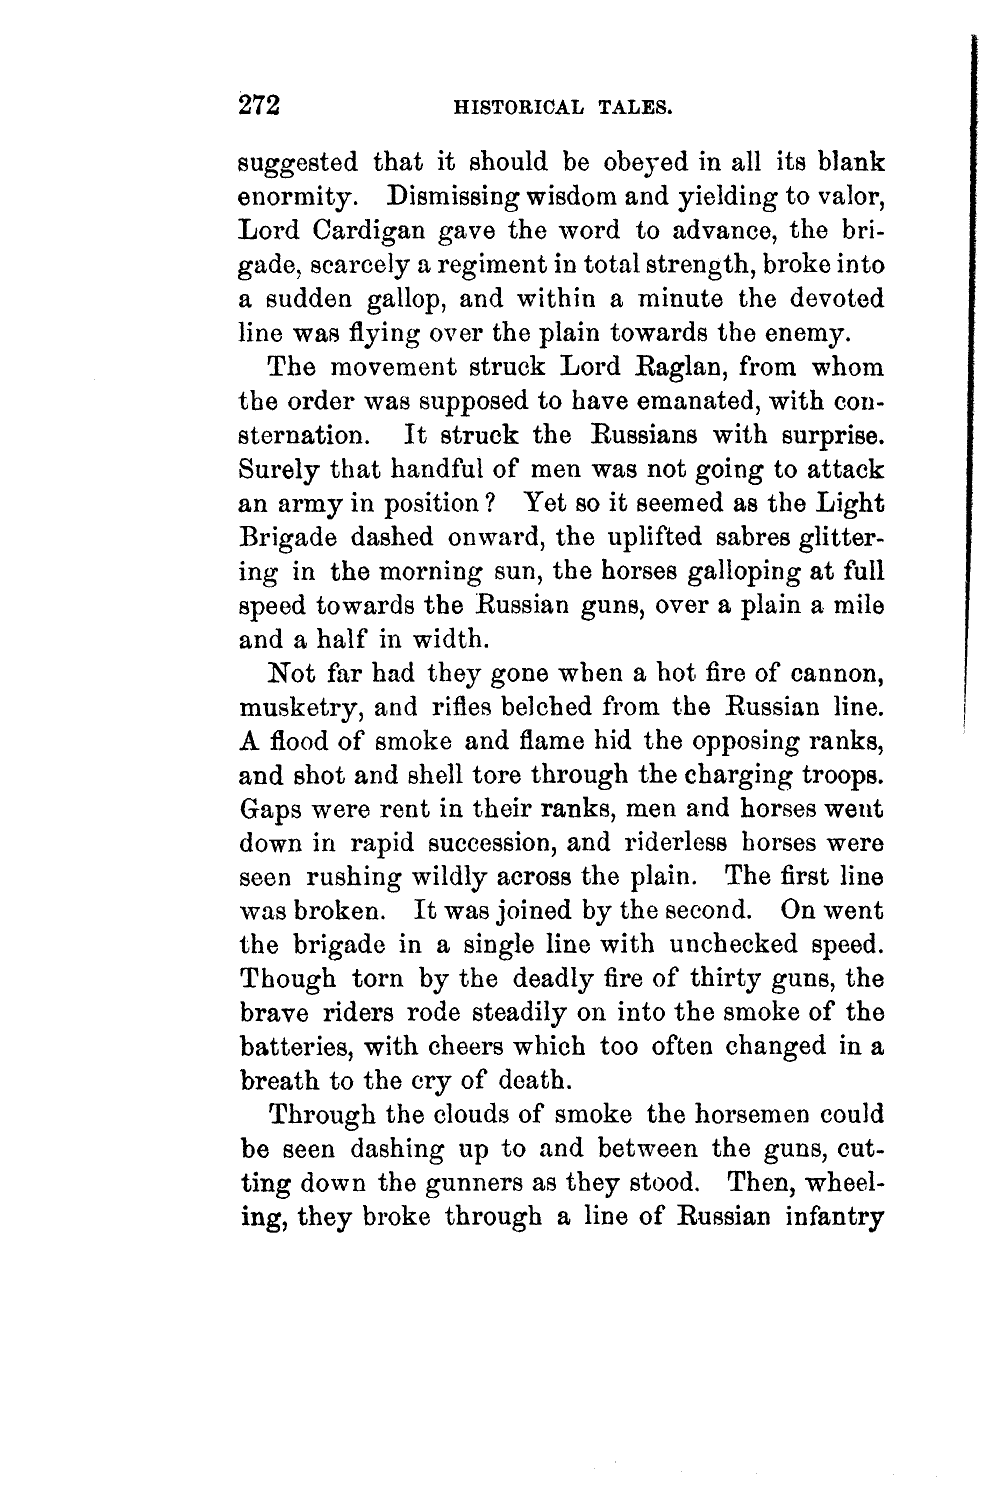 272 HISTORICAL TALES.
suggested that it should be obeyed in all its blank
enormity. Dismissing wisdom and yielding to valor,
Lord Cardigan gave the word to advance, the bri-
gade, scarcely a regiment in total strength, broke into
a sudden gallop, and within a minute the devoted
line was flying over the plain towards the enemy.
The movement struck Lord Raglan, from whom
the order was supposed to have emanated, with con-
sternation. It struck the Russians with surprise.
Surely that handful of men was not going to attack
an army in position? Yet so it seemed as the Light
Brigade dashed onward, the uplifted sabres glitter-
ing in the morning sun, the horses galloping at full
speed towards the Russian guns, over a plain a mile
and a half in width.
Not far had they gone when a hot fire of cannon,
musketry, and rifles belched from the Russian line.
A flood of smoke and flame hid the opposing ranks,
and shot and shell tore through the charging troops.
Gaps were rent in their ranks, men and horses went
down in rapid succession, and riderless horses were
seen rushing wildly across the plain. The first line
was broken. It was joined by the second. On went
the brigade in a single line with unchecked speed.
Though torn by the deadly fire of thirty guns, the
brave riders rode steadily on into the smoke of the
batteries, with cheers which too often changed in a
breath to the cry of death.
Through the clouds of smoke the horsemen could
be seen dashing up to and between the guns, cut-
ting down the gunners as they stood. Then, wheel-
ing, they broke through a line of Russian infantry